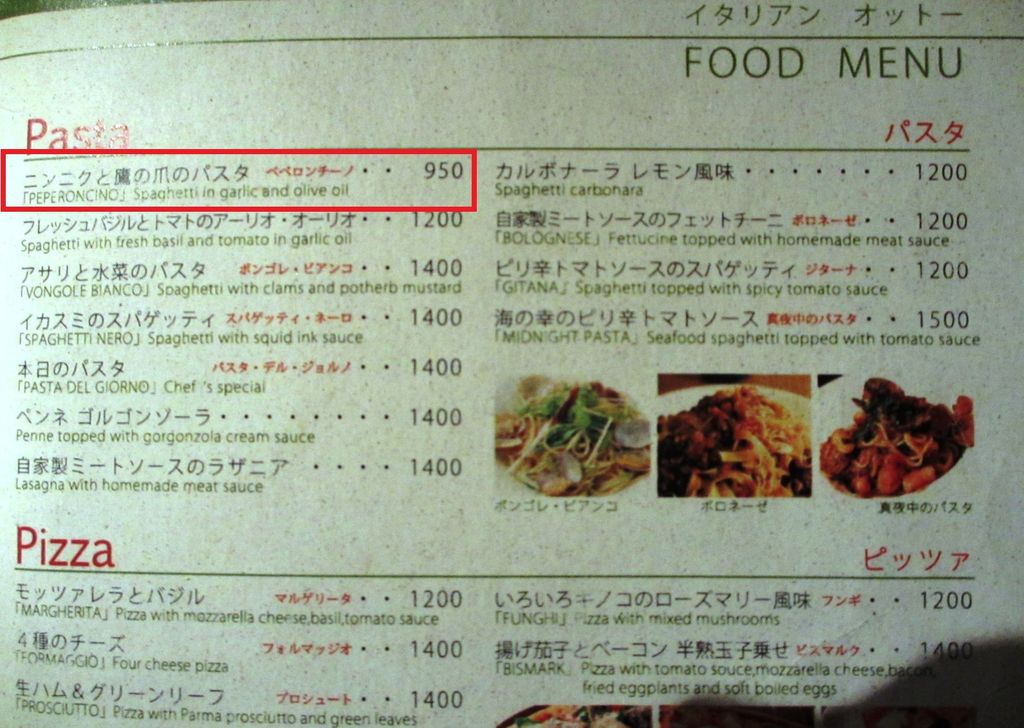 イタリアン オットー
FOOD MENU
Pasta
パスタ
ニンニクと鷹の爪のパスタ ペペロンチーノ・・ 950
「PEPERONCINO」 Spaghetti in garlic and olive oil
フレッシュバジルとトマトのアーリオ・オーリオ・・ 1200
Spaghetti with fresh basil and tomato in garlic oil
アサリと水菜のパスタ ボンゴレ・ビアンコ・・ 1400
「VONGOLE BIANCO」 Spaghetti with clams and potherb mustard
イカスミのスパゲッティ スパゲッティ・ネーロ・・ 1400
「SPAGHETTI NERO」 Spaghetti with squid ink sauce
本日のパスタ パスタ・デル・ジョルノ・・ 1400
「PASTA DEL GIORNO」 Chef 's special
ペンネ ゴルゴンゾーラ・・・・・・・・ 1400
Penne topped with gorgonzola cream sauce
自家製ミートソースのラザニア ・・・・ 1400
Lasagna with homemade meat sauce
カルボナーラ レモン風味・・・・・・・ 1200
Spaghetti carbonara
自家製ミートソースのフェットチーニ ボロネーゼ・・ 1200
「BOLOGNESE」 Fettucine topped with homemade meat sauce
ピリ辛トマトソースのスパゲッティ ジターナ・・ 1200
「GITANA」 Spaghetti topped with spicy tomato sauce
海の幸のピリ辛トマトソース 真夜中のパスタ・・ 1500
「MIDNIGHT PASTA」 Seafood spaghetti topped with tomato sauce
ボンゴレ・ビアンコ ボロネーゼ 真夜中のパスタ
Pizza
ピッツァ
モッツァレラとバジル マルゲリータ・・ 1200
「MARGHERITA」 Pizza with mozzarella cheese,basil,tomato sauce
4種のチーズ フォルマッジオ・・ 1400
「FORMAGGIO」 Four cheese pizza
生ハム＆グリーンリーフ プロシュート・・ 1400
「PROSCIUTTO」 Pizza with Parma prosciutto and green leaves
いろいろキノコのローズマリー風味 フンギ・・ 1200
「FUNGHI」 Pizza with mixed mushrooms
揚げ茄子とベーコン 半熟玉子乗せ ビスマルク・・ 1400
「BISMARK」 Pizza with tomato souce,mozzarella cheese,bacon,
fried eggplants and soft boiled eggs